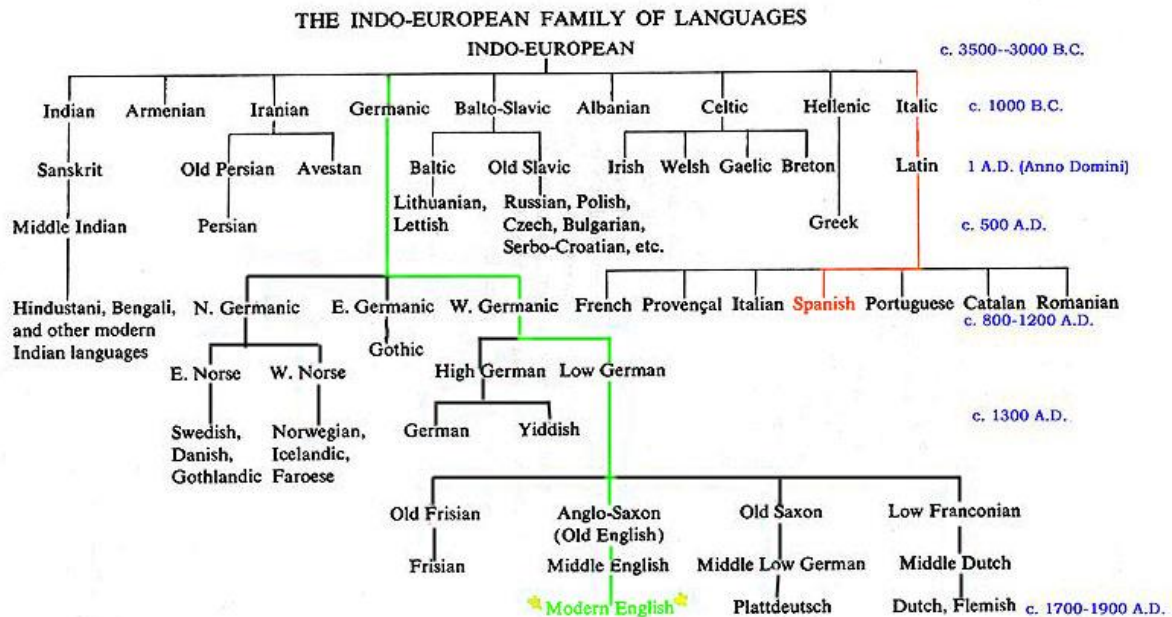 THE INDO-EUROPEAN FAMILY OF LANGUAGES
INDO-EUROPEAN
c. 3500--3000 B.C.
Indian Armenian Iranian Germanic Balto-Slavic Albanian Celtic Hellenic Italic c. 1000 B.C.
Sanskrit Old Persian Avestan Baltic Old Slavic Irish Welsh Gaelic Breton Latin 1 A.D. (Anno Domini)
Lithuanian, Russian, Polish,
Middle Indian Persian Lettish Czech, Bulgarian, Greek c. 500 A.D.
Serbo-Croatian, etc.
Hindustani, Bengali, N. Germanic E. Germanic W. Germanic French Provençal Italian Spanish Portuguese Catalan Romanian
and other modern c. 800-1200 A.D.
Indian languages Gothic
E. Norse W. Norse High German Low German
c. 1300 A.D.
Swedish, Norwegian, German Yiddish
Danish, Icelandic,
Gothlandic Faroese
Old Frisian Anglo-Saxon Old Saxon Low Franconian
(Old English)
Frisian Middle English Middle Low German Middle Dutch
Modern English Plattdeutsch Dutch, Flemish c. 1700-1900 A.D.